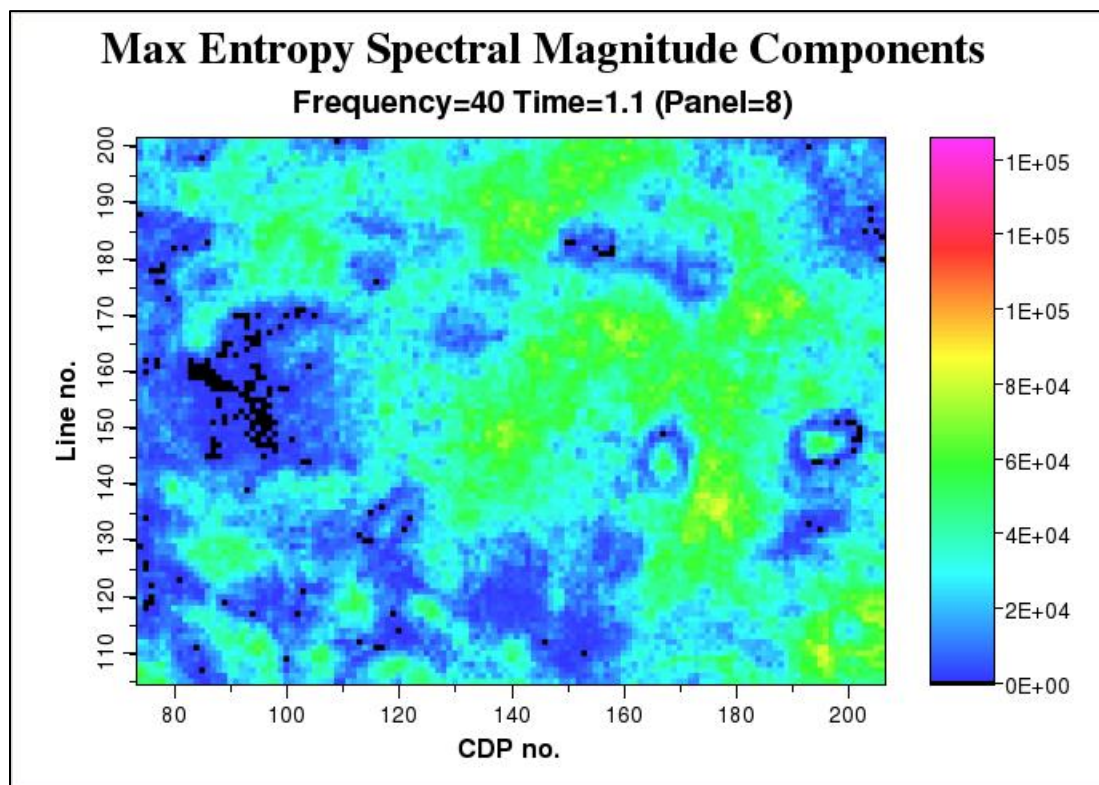 Max Entropy Spectral Magnitude Components
Frequency=40 Time=1.1 (Panel=8)
Line no.
200
190
180
170
160
150
140
130
120
110
80
100
120
140
160
180
200
CDP no.
1E+05
1E+05
1E+05
8E+04
6E+04
4E+04
2E+04
0E+00